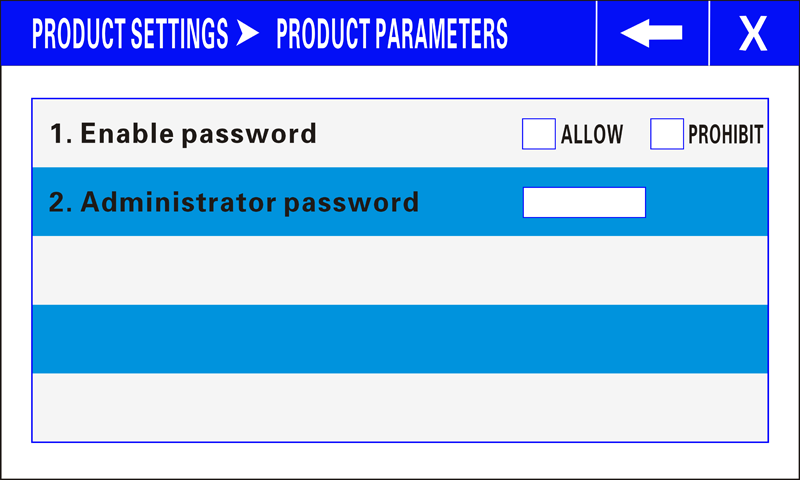 PRODUCT SETTINGS ➤ PRODUCT PARAMETERS X
1. Enable password ALLOW PROHIBIT
2. Administrator password